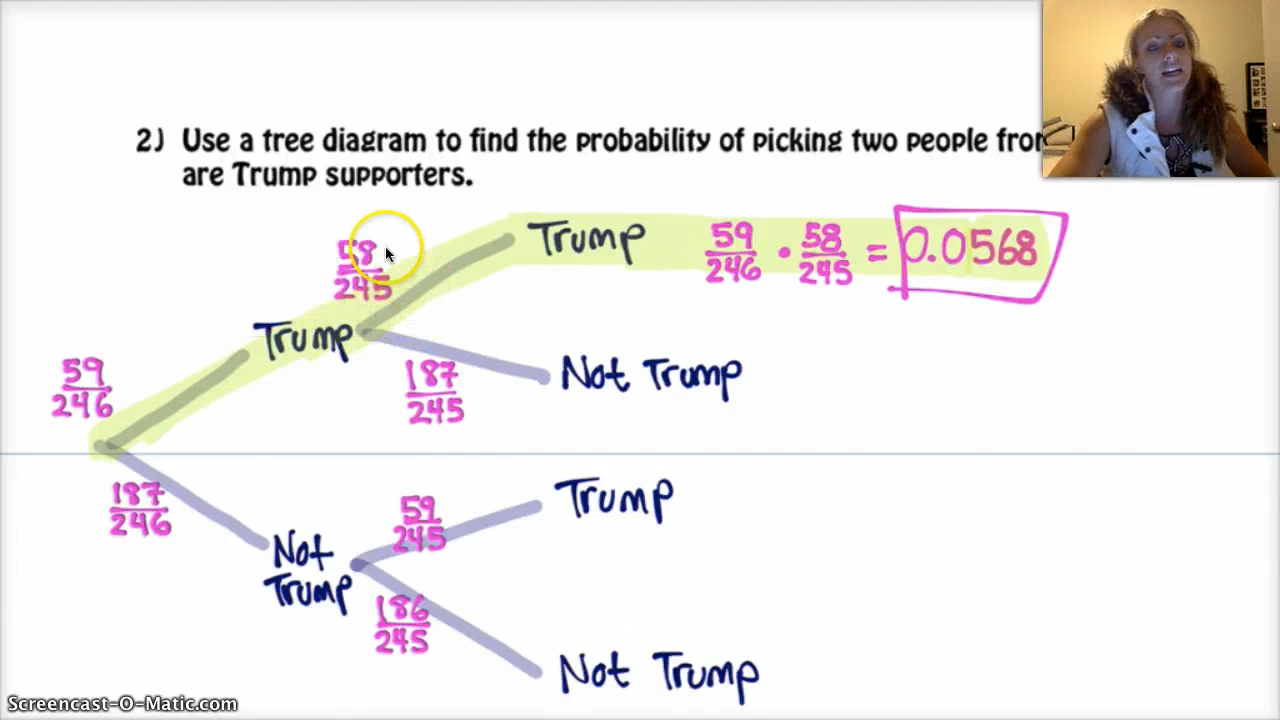 2) Use a tree diagram to find the probability of picking two people
are Trump supporters.
58/245
Trump
59/246 · 58/245 = 0.0568
Trump
59/246
187/245
Not Trump
187/246
Not
Trump
59/245
Trump
186/245
Not Trump
Screencast-O-Matic.com